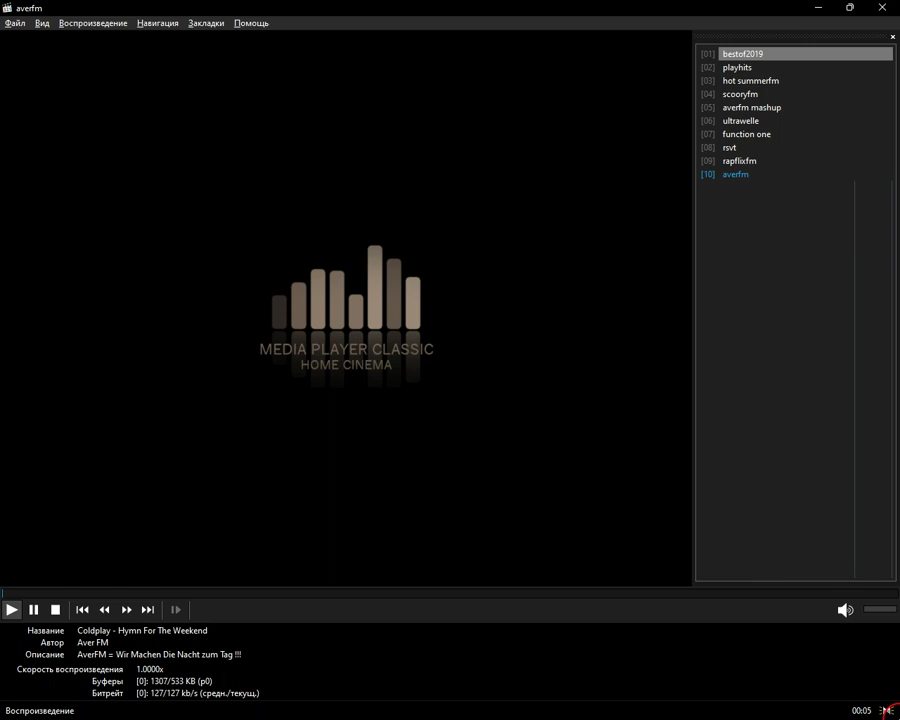 averfm
Файл Вид Воспроизведение Навигация Закладки Помощь
[01] bestof2019
[02] playhits
[03] hot summerfm
[04] scooryfm
[05] averfm mashup
[06] ultrawelle
[07] function one
[08] rsvt
[09] rapflixfm
[10] averfm
MEDIA PLAYER CLASSIC
HOME CINEMA
Название Coldplay - Hymn For The Weekend
Автор Aver FM
Описание AverFM = Wir Machen Die Nacht zum Tag !!!
Скорость воспроизведения 1.0000x
Буферы [0]: 1307/533 KB (p0)
Битрейт [0]: 127/127 kb/s (средн./текущ.)
Воспроизведение 00:05